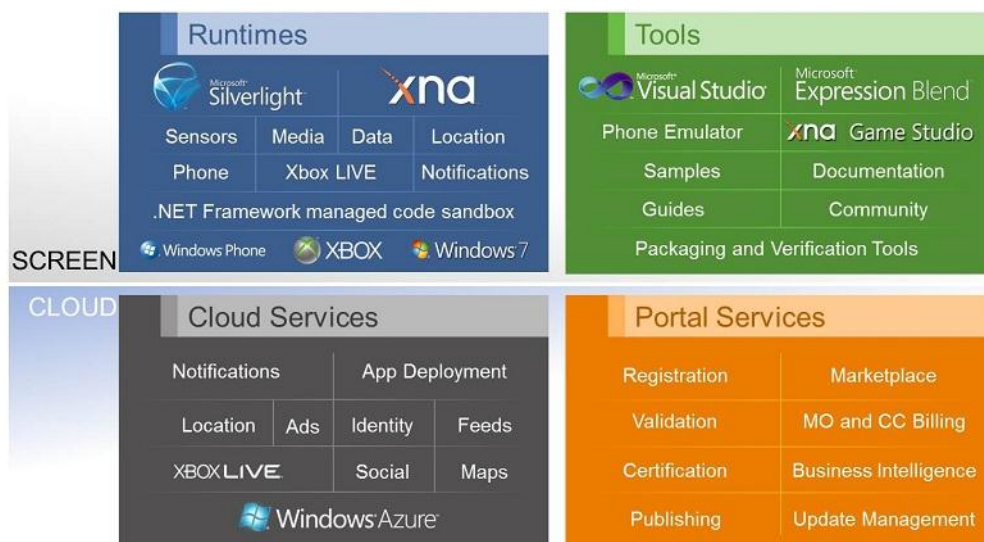 Runtimes
Microsoft® Silverlight™ xna
Sensors Media Data Location
Phone Xbox LIVE Notifications
.NET Framework managed code sandbox
Windows Phone XBOX Windows 7
SCREEN
Tools
Microsoft® Visual Studio® Microsoft® Expression Blend™
Phone Emulator xna Game Studio
Samples Documentation
Guides Community
Packaging and Verification Tools
CLOUD
Cloud Services
Notifications App Deployment
Location Ads Identity Feeds
XBOX LIVE Social Maps
Windows Azure™
Portal Services
Registration Marketplace
Validation MO and CC Billing
Certification Business Intelligence
Publishing Update Management